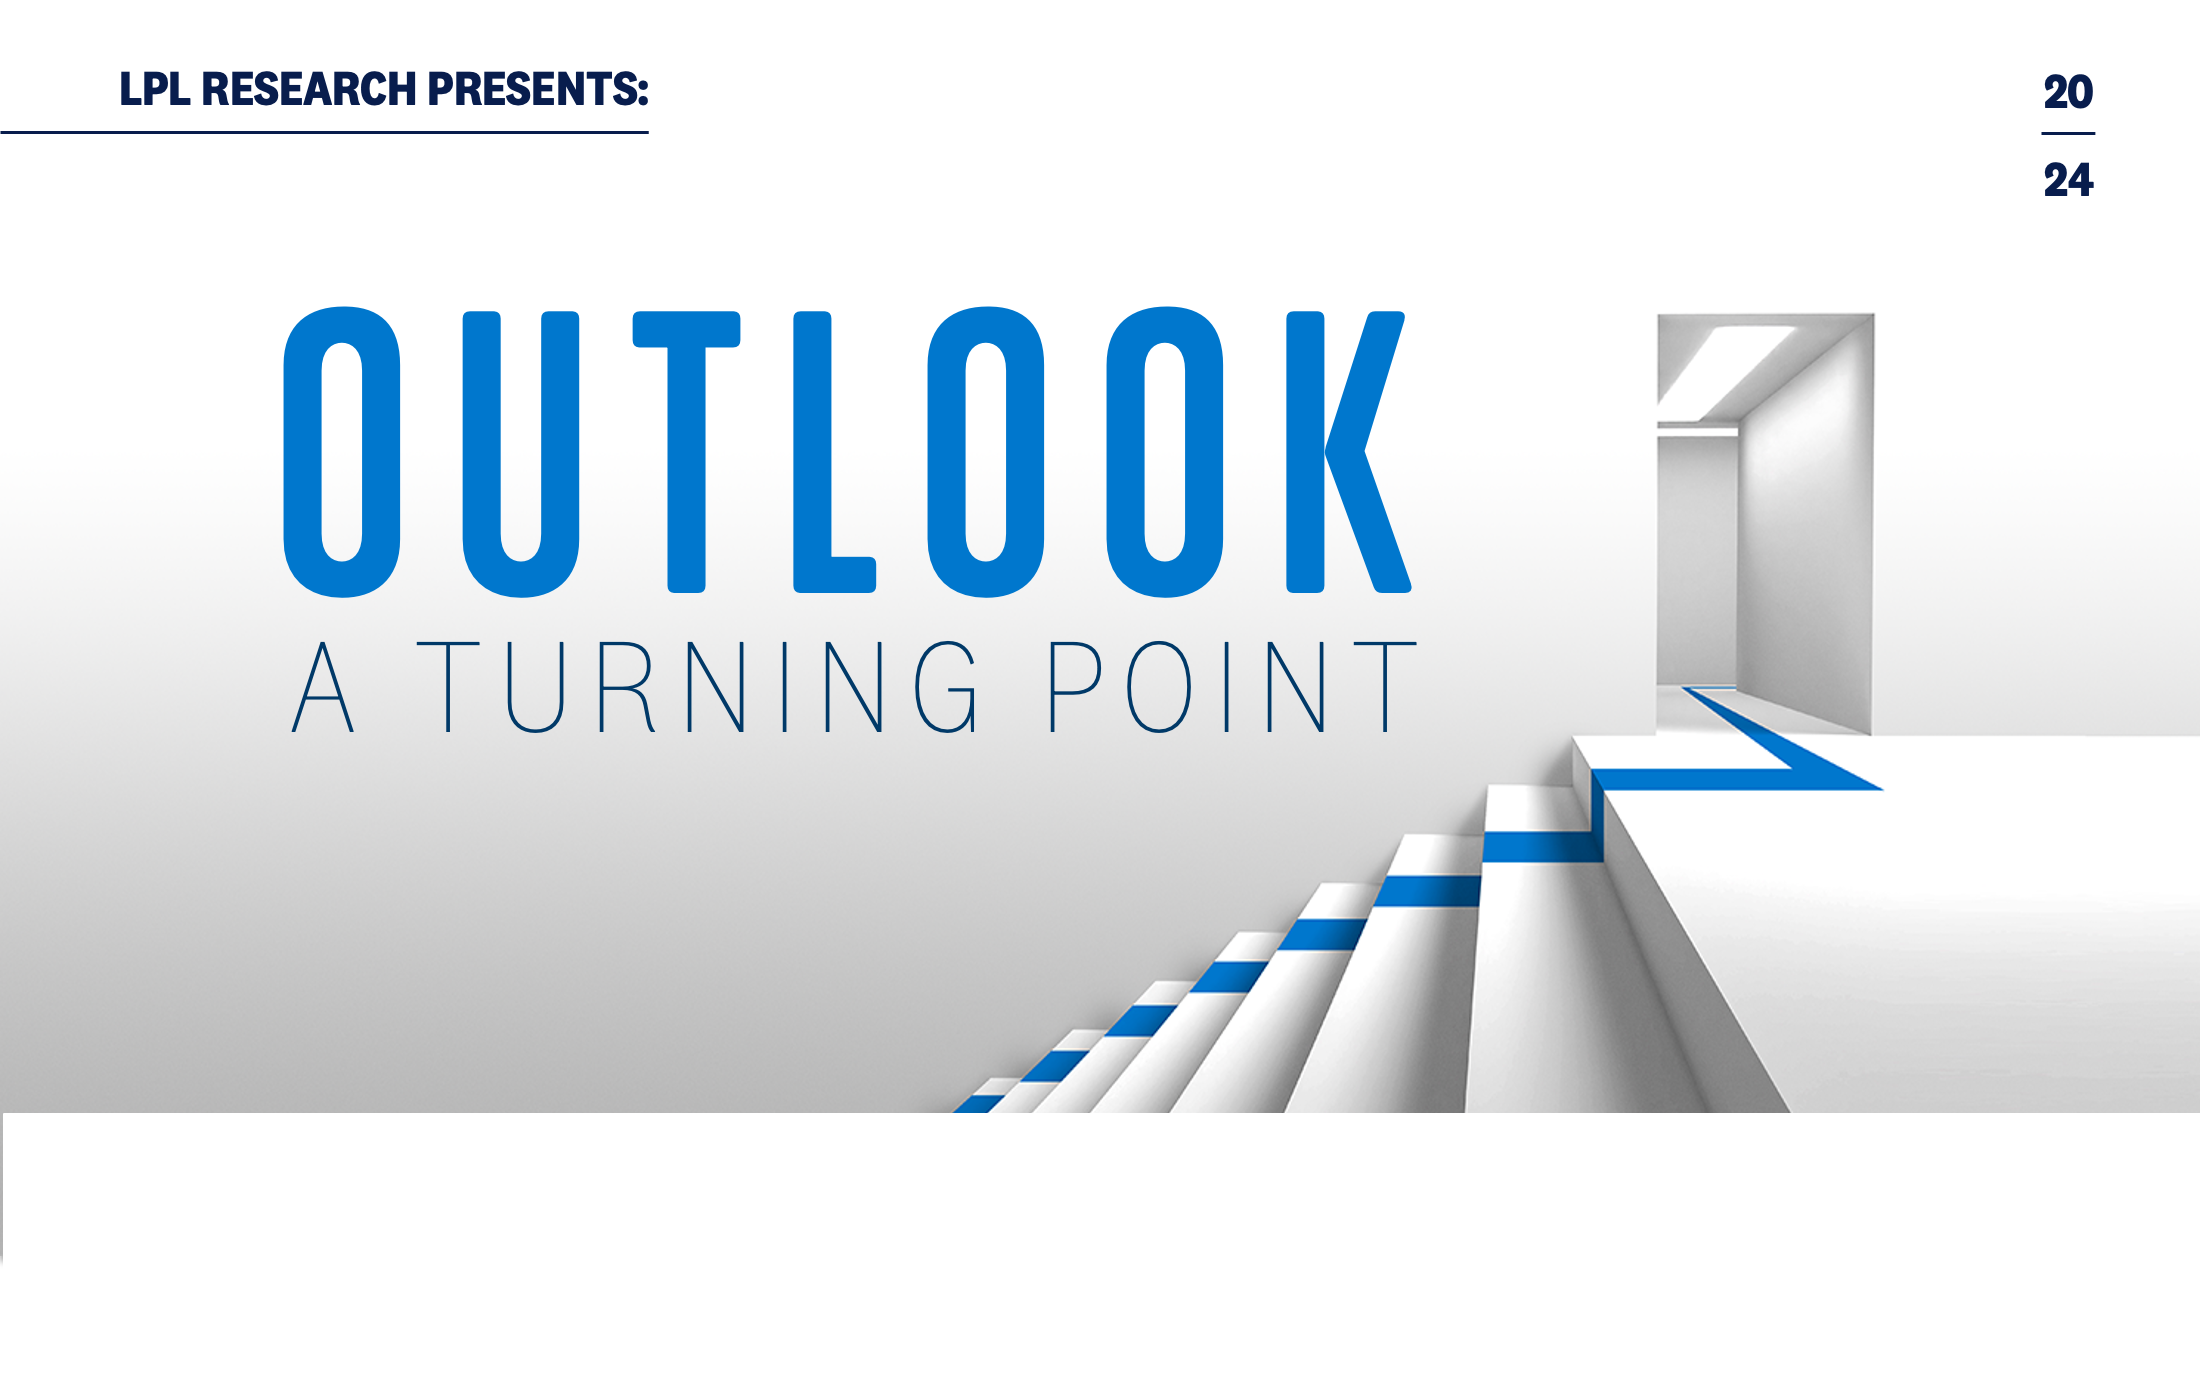 LPL RESEARCH PRESENTS:
20
24
OUTLOOK
A TURNING POINT